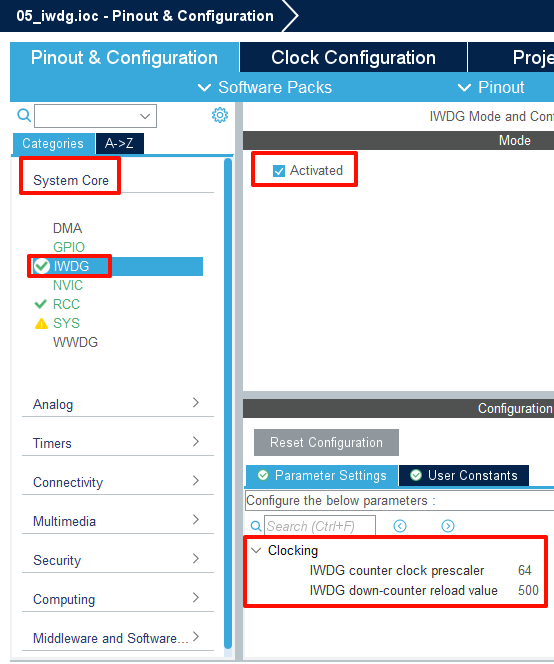 05_iwdg.ioc - Pinout & Configuration
Pinout & Configuration
Clock Configuration
Proje
Software Packs
Pinout
IWDG Mode and Con
Categories
A->Z
Mode
System Core
Activated
DMA
GPIO
IWDG
NVIC
RCC
SYS
WWDG
Analog
Timers
Connectivity
Multimedia
Security
Computing
Middleware and Software...
Configuration
Reset Configuration
Parameter Settings
User Constants
Configure the below parameters :
Search (Ctrl+F)
Clocking
IWDG counter clock prescaler 64
IWDG down-counter reload value 500